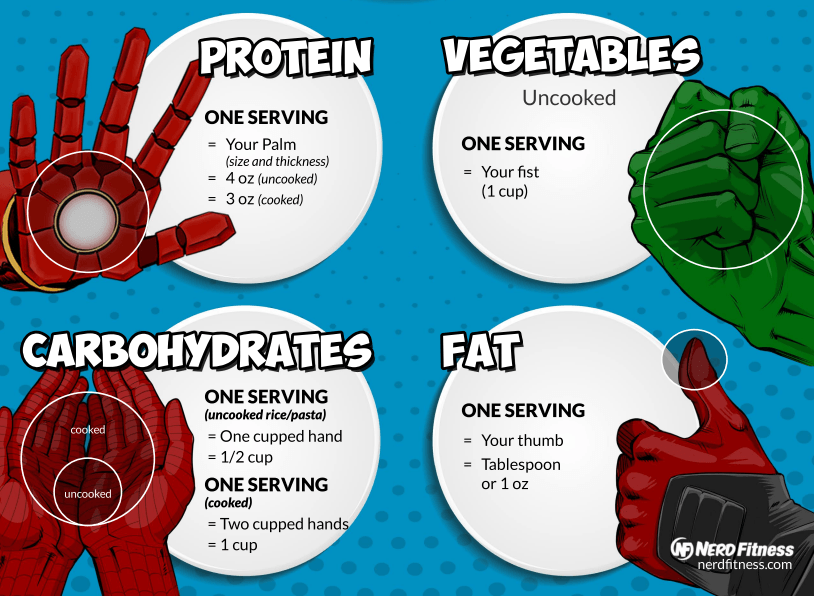 PROTEIN
ONE SERVING
= Your Palm
(size and thickness)
= 4 oz (uncooked)
= 3 oz (cooked)
VEGETABLES
Uncooked
ONE SERVING
= Your fist
(1 cup)
CARBOHYDRATES
cooked
uncooked
ONE SERVING
(uncooked rice/pasta)
= One cupped hand
= 1/2 cup
ONE SERVING
(cooked)
= Two cupped hands
= 1 cup
FAT
ONE SERVING
= Your thumb
= Tablespoon
or 1 oz
NF NERD FITNESS
nerdfitness.com